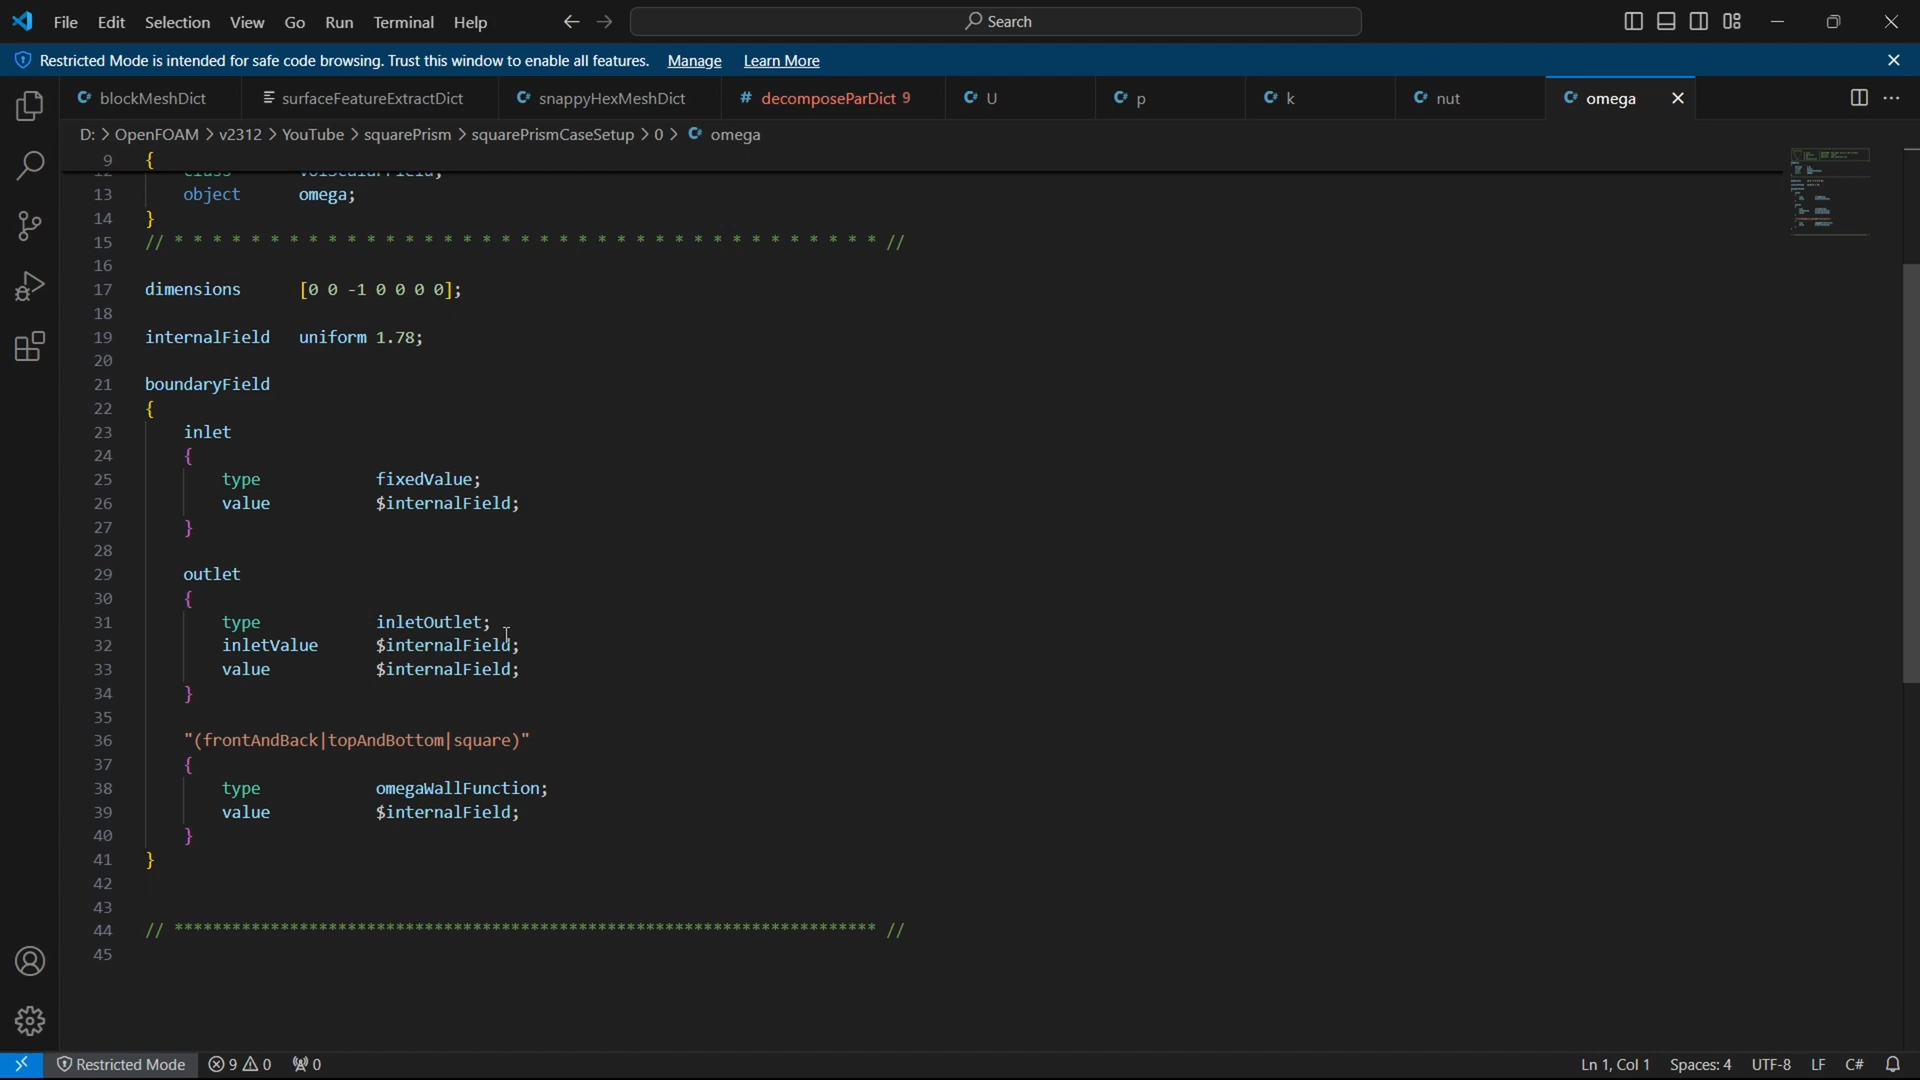 File Edit Selection View Go Run Terminal Help Search
Restricted Mode is intended for safe code browsing. Trust this window to enable all features. Manage Learn More
blockMeshDict surfaceFeatureExtractDict snappyHexMeshDict # decomposeParDict 9 U p k nut omega
D: > OpenFOAM > v2312 > YouTube > squarePrism > squarePrismCaseSetup > 0 > omega
9 {
13 object omega;
14 }
15 // * * * * * * * * * * * * * * * * * * * * * * * * * * * * * * * * * * * * * //
16
17 dimensions [0 0 -1 0 0 0 0];
18
19 internalField uniform 1.78;
20
21 boundaryField
22 {
23 inlet
24 {
25 type fixedValue;
26 value $internalField;
27 }
28
29 outlet
30 {
31 type inletOutlet;
32 inletValue $internalField;
33 value $internalField;
34 }
35
36 "(frontAndBack|topAndBottom|square)"
37 {
38 type omegaWallFunction;
39 value $internalField;
40 }
41 }
42
43
44 // ************************************************************************* //
45
Restricted Mode 9 0 0 Ln 1, Col 1 Spaces: 4 UTF-8 LF C#